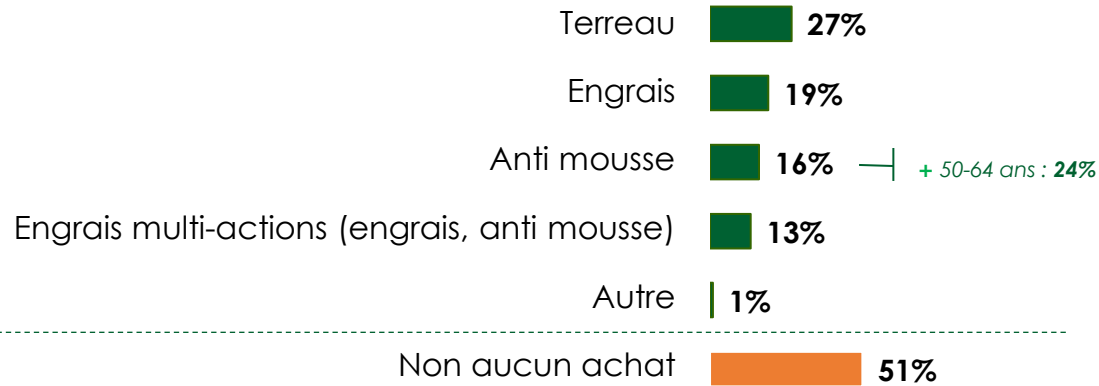 Terreau 27%
Engrais 19%
Anti mousse 16% + 50-64 ans : 24%
Engrais multi-actions (engrais, anti mousse) 13%
Autre 1%
Non aucun achat 51%